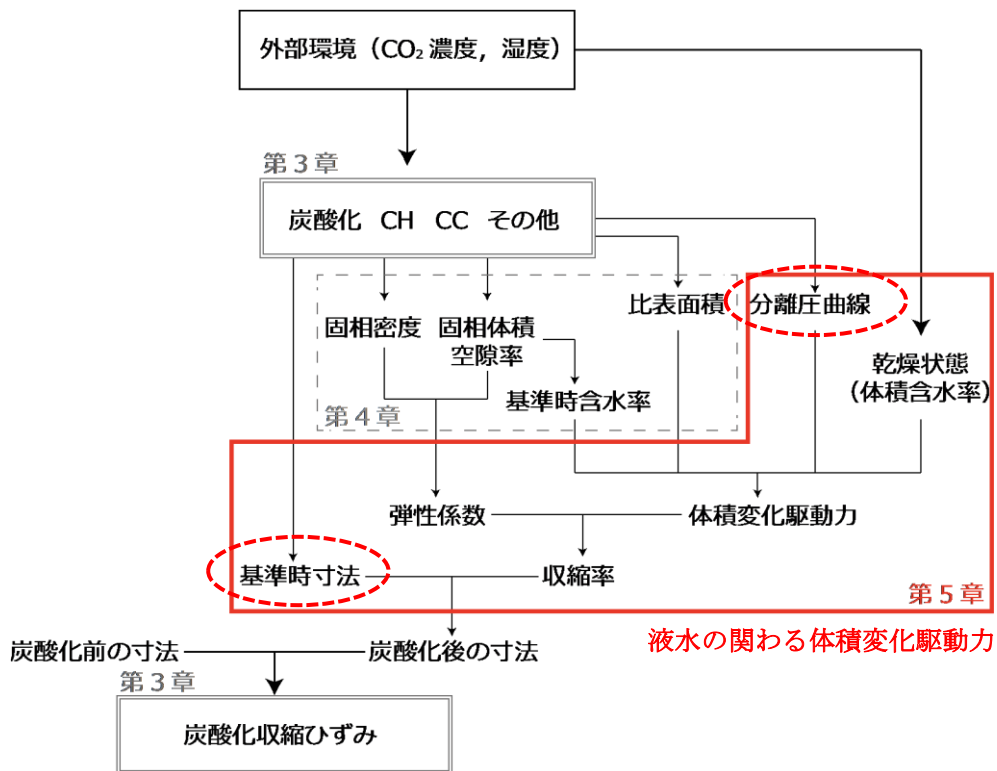 外部環境（CO₂ 濃度，湿度）
第３章
炭酸化 CH CC その他
比表面積
分離圧曲線
固相密度
固相体積
空隙率
乾燥状態
（体積含水率）
基準時含水率
第４章
弾性係数
体積変化駆動力
基準時寸法
収縮率
第５章
液水の関わる体積変化駆動力
炭酸化前の寸法
炭酸化後の寸法
第３章
炭酸化収縮ひずみ